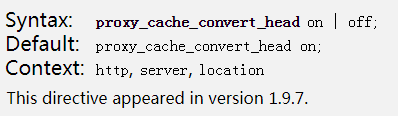 Syntax: proxy_cache_convert_head on | off;
Default: proxy_cache_convert_head on;
Context: http, server, location
This directive appeared in version 1.9.7.